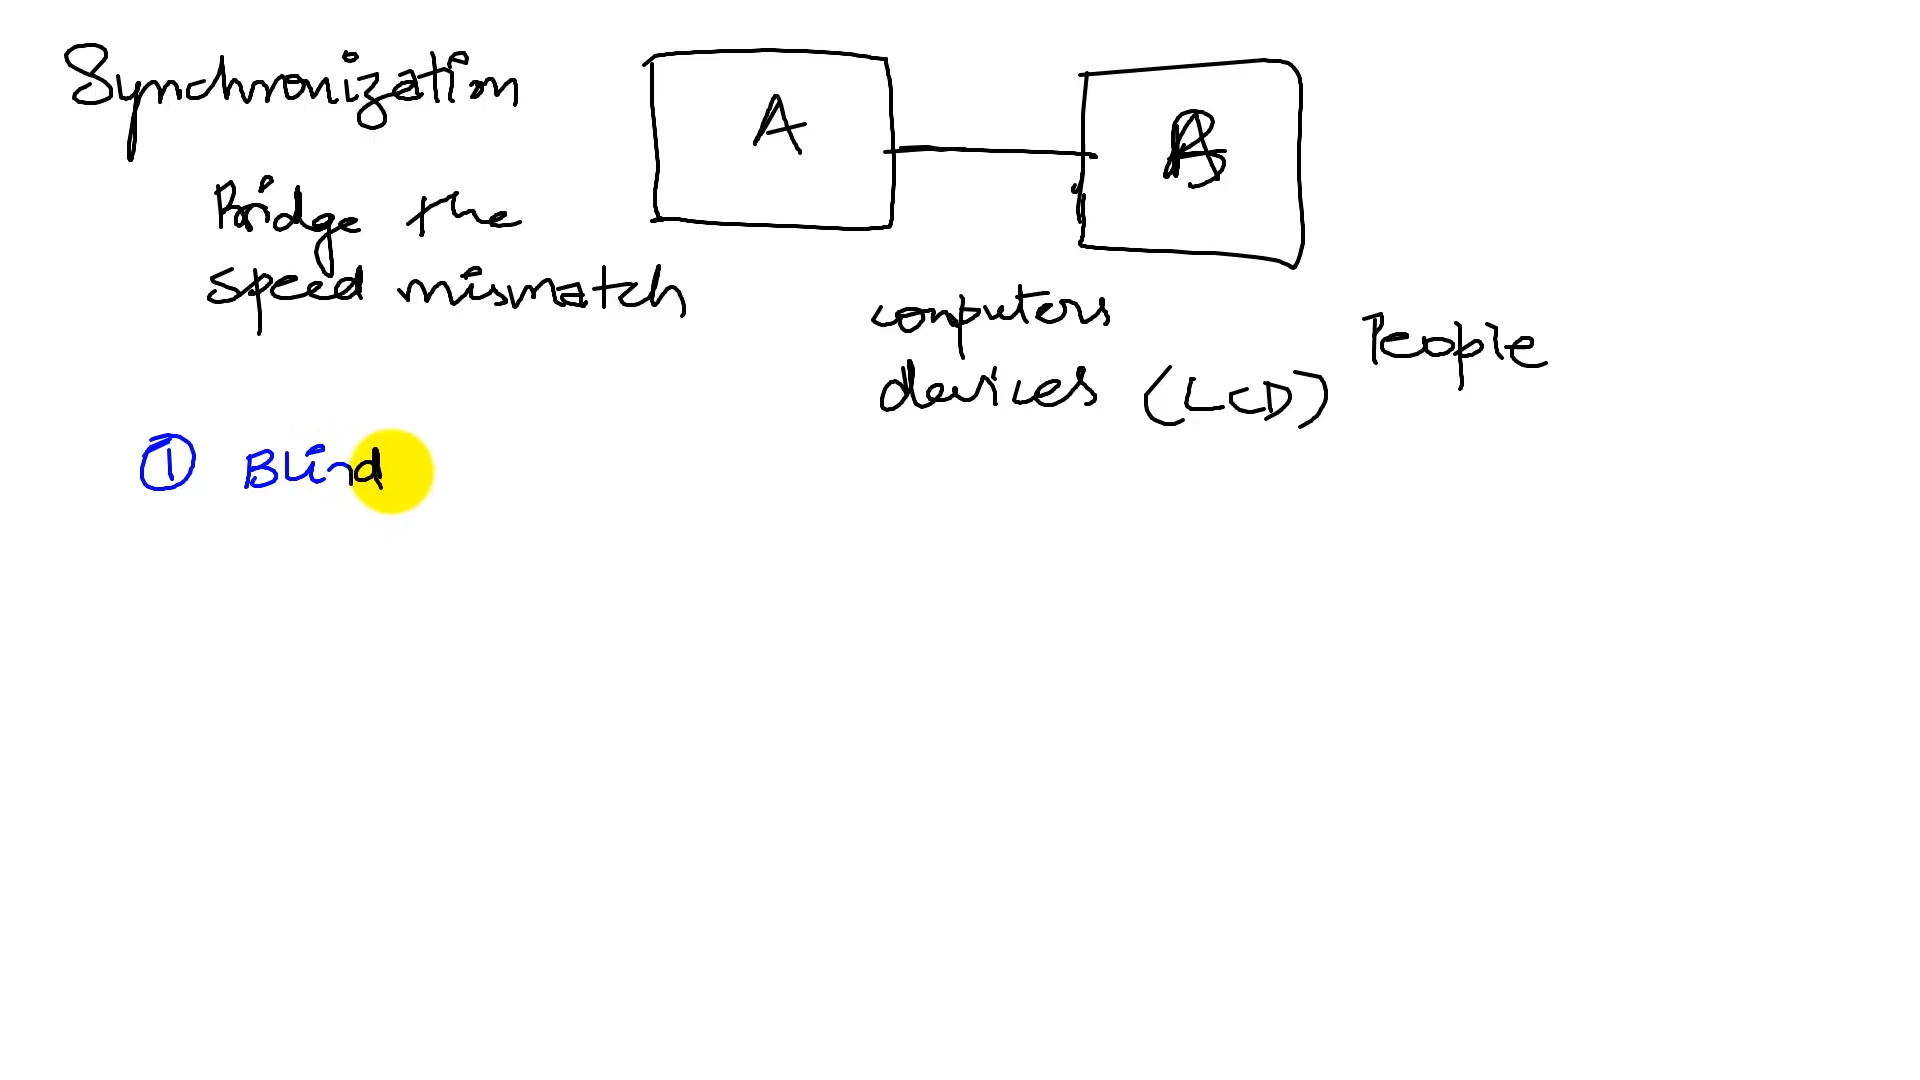 Synchronization
A
Bridge the
speed mismatch
computers
devices (LCD)
People
① Blind